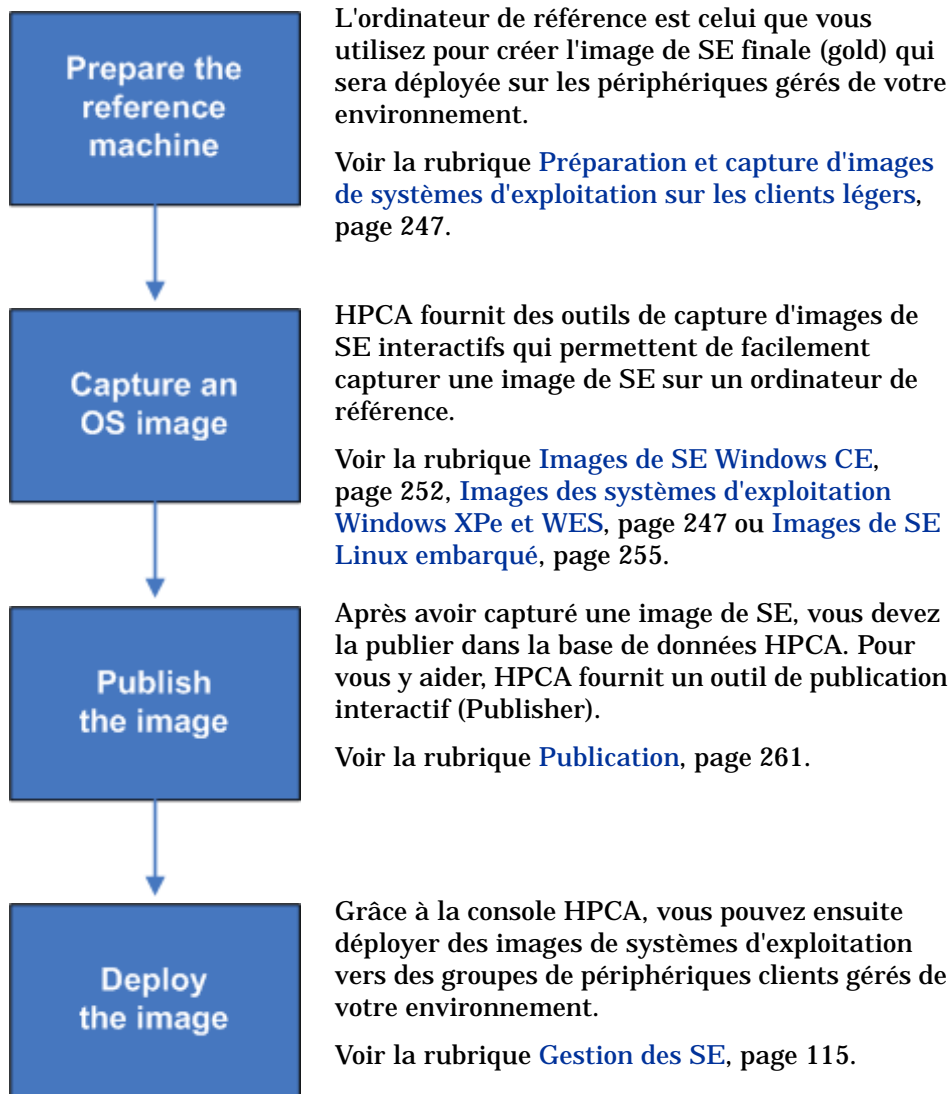 Prepare the
reference
machine
L'ordinateur de référence est celui que vous
utilisez pour créer l'image de SE finale (gold) qui
sera déployée sur les périphériques gérés de votre
environnement.
Voir la rubrique Préparation et capture d'images
de systèmes d'exploitation sur les clients légers,
page 247.
Capture an
OS image
HPCA fournit des outils de capture d'images de
SE interactifs qui permettent de facilement
capturer une image de SE sur un ordinateur de
référence.
Voir la rubrique Images de SE Windows CE,
page 252, Images des systèmes d'exploitation
Windows XPe et WES, page 247 ou Images de SE
Linux embarqué, page 255.
Publish
the image
Après avoir capturé une image de SE, vous devez
la publier dans la base de données HPCA. Pour
vous y aider, HPCA fournit un outil de publication
interactif (Publisher).
Voir la rubrique Publication, page 261.
Deploy
the image
Grâce à la console HPCA, vous pouvez ensuite
déployer des images de systèmes d'exploitation
vers des groupes de périphériques clients gérés de
votre environnement.
Voir la rubrique Gestion des SE, page 115.